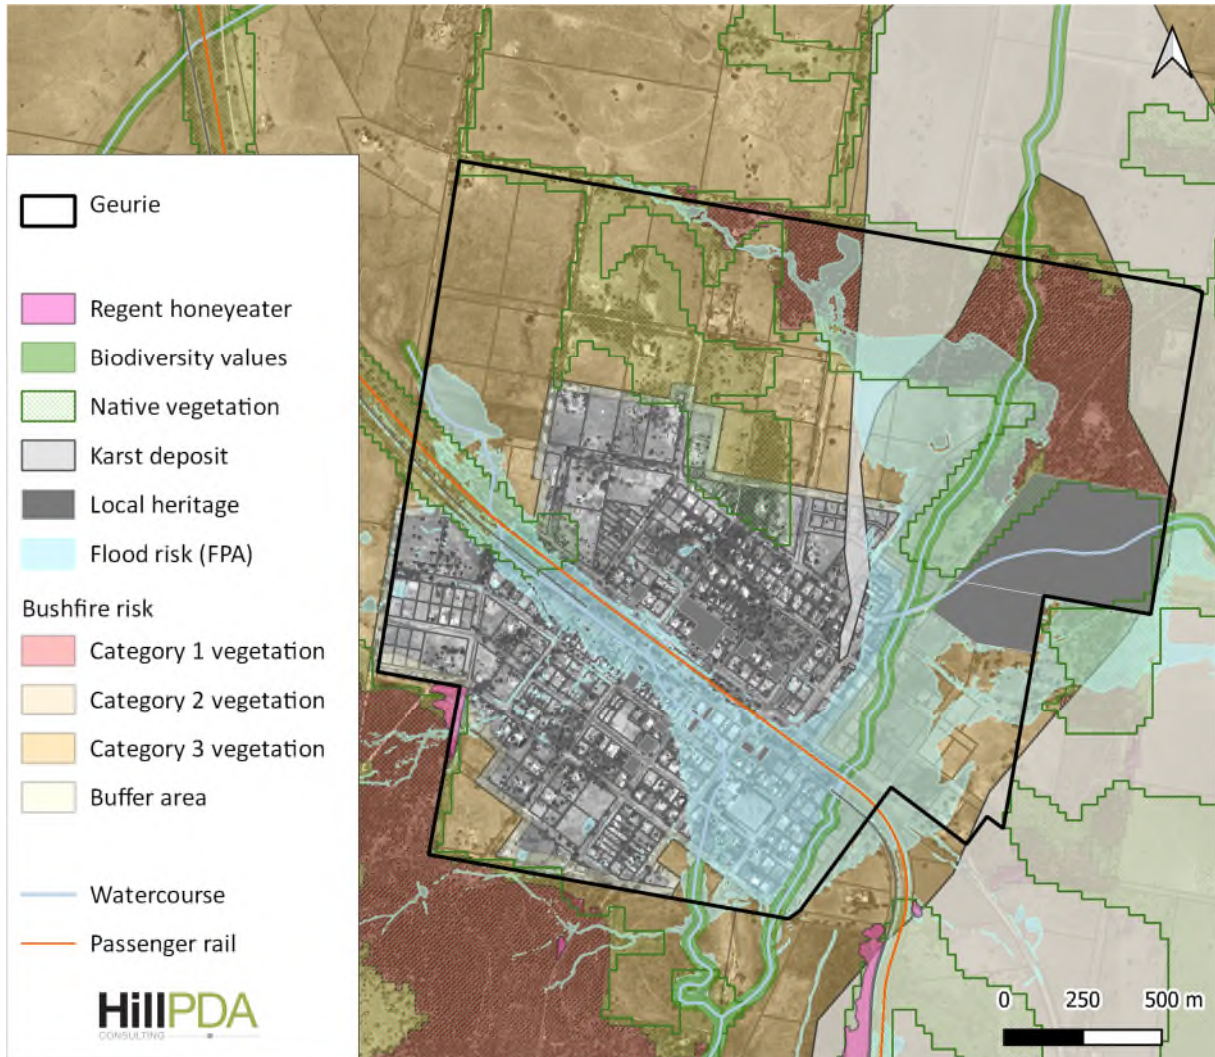 Geurie
Regent honeyeater
Biodiversity values
Native vegetation
Karst deposit
Local heritage
Flood risk (FPA)
Bushfire risk
Category 1 vegetation
Category 2 vegetation
Category 3 vegetation
Buffer area
Watercourse
Passenger rail
HillPDA
CONSULTING
0 250 500 m